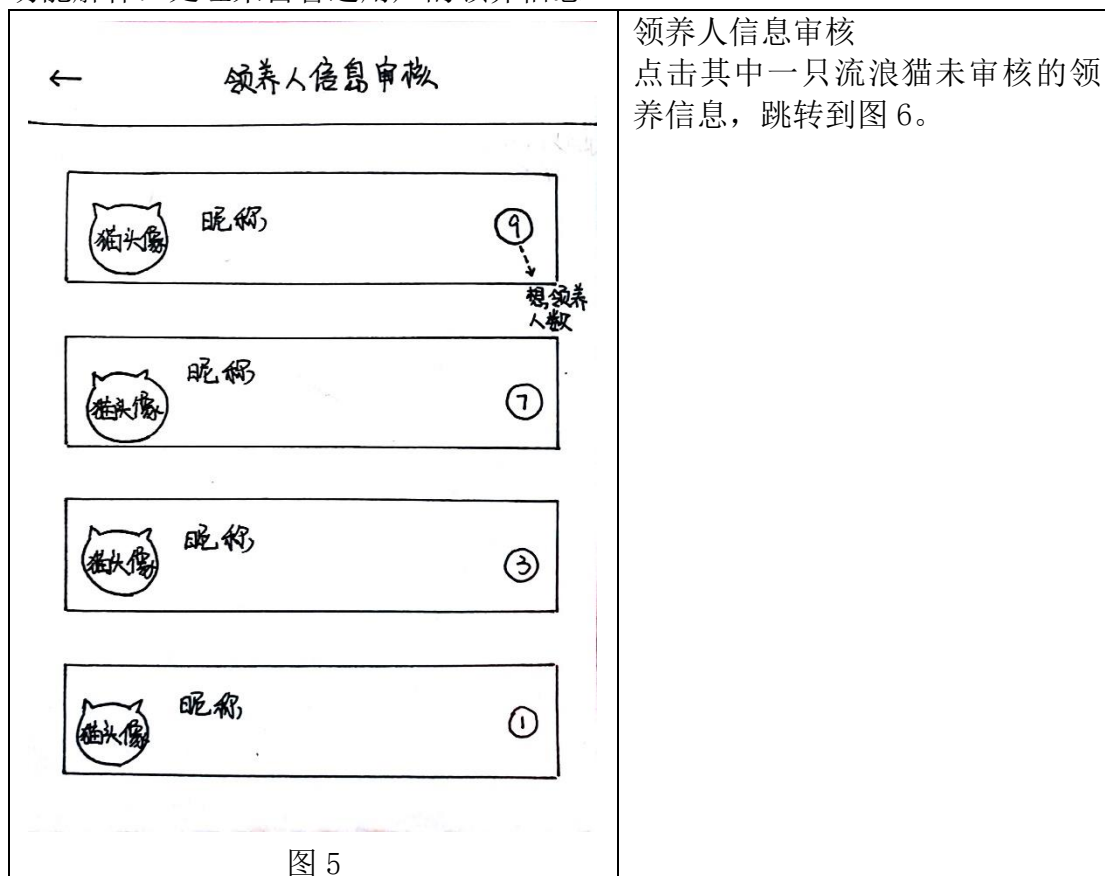 领养人信息审核
点击其中一只流浪猫未审核的领
养信息，跳转到图 6。
← 领养人信息审核
猫头像 昵称 9
想领养
人数
猫头像 昵称 7
猫头像 昵称 3
猫头像 昵称 1
图 5